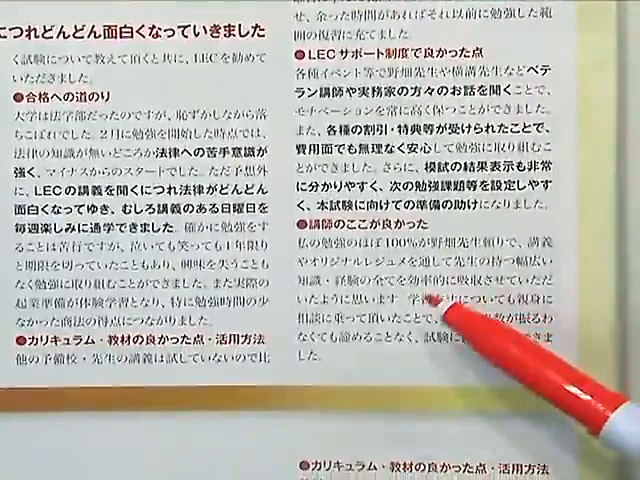 につれどんどん面白くなっていきました
く試験について教えて頂くと共に、LECを勧めて
いただきました。
●合格への道のり
大学は法学部だったのですが、恥ずかしながら落
ちこぼれでした。2月に勉強を開始した時点では、
法律の知識が無いどころか法律への苦手意識が
強く、マイナスからのスタートでした。ただ予想外
に、LECの講義を聞くにつれ法律がどんどん
面白くなってゆき、むしろ講義のある日曜日を
毎週楽しみに通学できました。確かに勉強をす
ることは苦行ですが、泣いても笑っても1年限り
と期限を切っていたこともあり、興味を失うことも
なく勉強に取り組むことができました。また実際の
起業準備が体験学習となり、特に勉強時間の少
なかった商法の得点につながりました。
●カリキュラム・教材の良かった点・活用方法
他の予備校・先生の講義は試していないので比
せ、余った時間があればそれ以前に勉強した範
囲の復習に充てました。
●LECサポート制度で良かった点
各種イベント等で野畑先生や横溝先生などベテ
ラン講師や実務家の方々のお話を聞くことで、
モチベーションを常に高く保つことができました。
また、各種の割引・特典等が受けられたことで、
費用面でも無理なく安心して勉強に取り組むこ
とができました。さらに、模試の結果表示も非常
に分かりやすく、次の勉強課題等を設定しやす
く、本試験に向けての準備の助けになりました。
●講師のここが良かった
私の勉強のほぼ100%が野畑先生頼りで、講義
やオリジナルレジュメを通して先生の持つ幅広い
知識・経験の全てを効率的に吸収させていただ
いたように思います 学習 についても親身に
相談に乗って頂いたことで、 数が振るわ
なくても諦めることなく、試験に できま
した。
●カリキュラム・教材の良かった点・活用方法